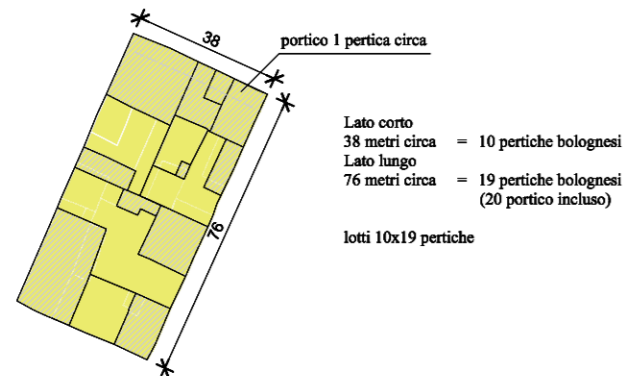 38
portico 1 pertica circa
76
Lato corto
38 metri circa = 10 pertiche bolognesi
Lato lungo
76 metri circa = 19 pertiche bolognesi
(20 portico incluso)
lotti 10x19 pertiche